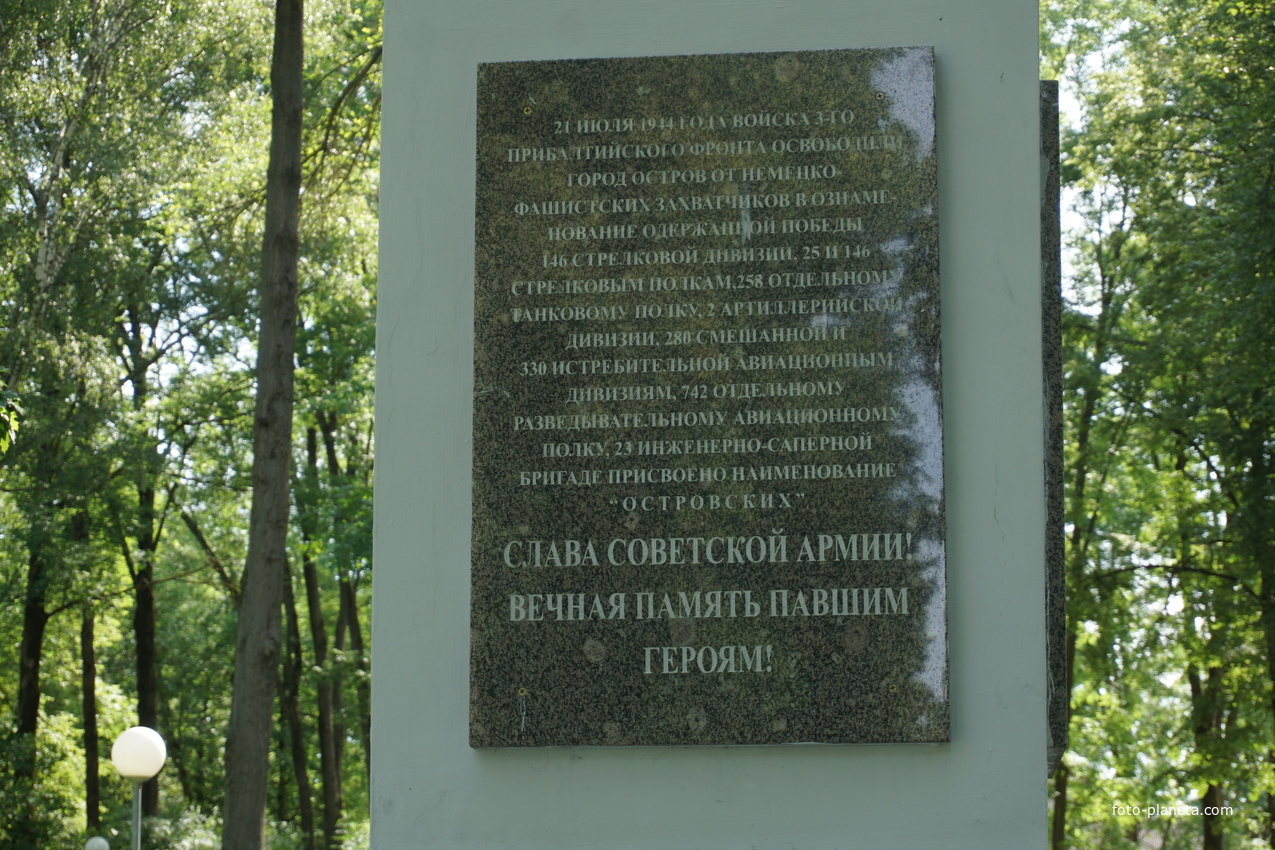 21 ИЮЛЯ 1944 ГОДА ВОЙСКА 3-ГО
ПРИБАЛТИЙСКОГО ФРОНТА ОСВОБОДИЛИ
ГОРОД ОСТРОВ ОТ НЕМЕЦКО-
ФАШИСТСКИХ ЗАХВАТЧИКОВ В ОЗНАМЕ-
НОВАНИЕ ОДЕРЖАННОЙ ПОБЕДЫ
146 СТРЕЛКОВОЙ ДИВИЗИИ, 25 И 146
СТРЕЛКОВЫМ ПОЛКАМ,258 ОТДЕЛЬНОМУ
ТАНКОВОМУ ПОЛКУ, 2 АРТИЛЛЕРИЙСКОЙ
ДИВИЗИИ, 280 СМЕШАННОЙ И
330 ИСТРЕБИТЕЛЬНОЙ АВИАЦИОННЫМ
ДИВИЗИЯМ, 742 ОТДЕЛЬНОМУ
РАЗВЕДЫВАТЕЛЬНОМУ АВИАЦИОННОМУ
ПОЛКУ, 23 ИНЖЕНЕРНО-САПЕРНОЙ
БРИГАДЕ ПРИСВОЕНО НАИМЕНОВАНИЕ
“ОСТРОВСКИХ”
СЛАВА СОВЕТСКОЙ АРМИИ!
ВЕЧНАЯ ПАМЯТЬ ПАВШИМ
ГЕРОЯМ!
foto-planeta.com